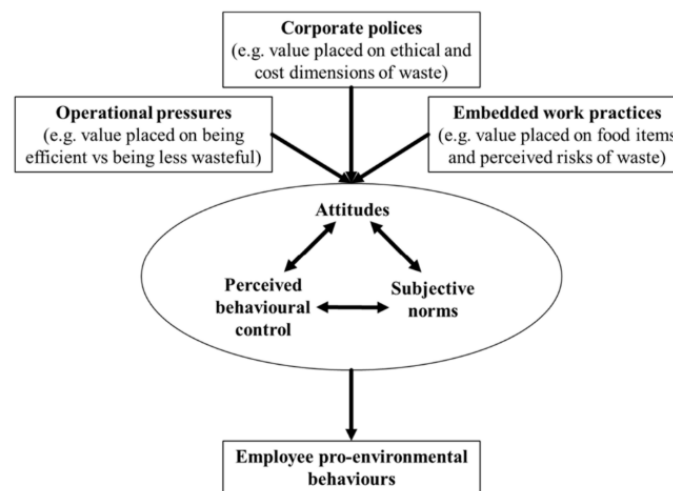 Corporate polices
(e.g. value placed on ethical and
cost dimensions of waste)
Operational pressures
(e.g. value placed on being
efficient vs being less wasteful)
Embedded work practices
(e.g. value placed on food items
and perceived risks of waste)
Attitudes
Perceived
behavioural
control
Subjective
norms
Employee pro-environmental
behaviours